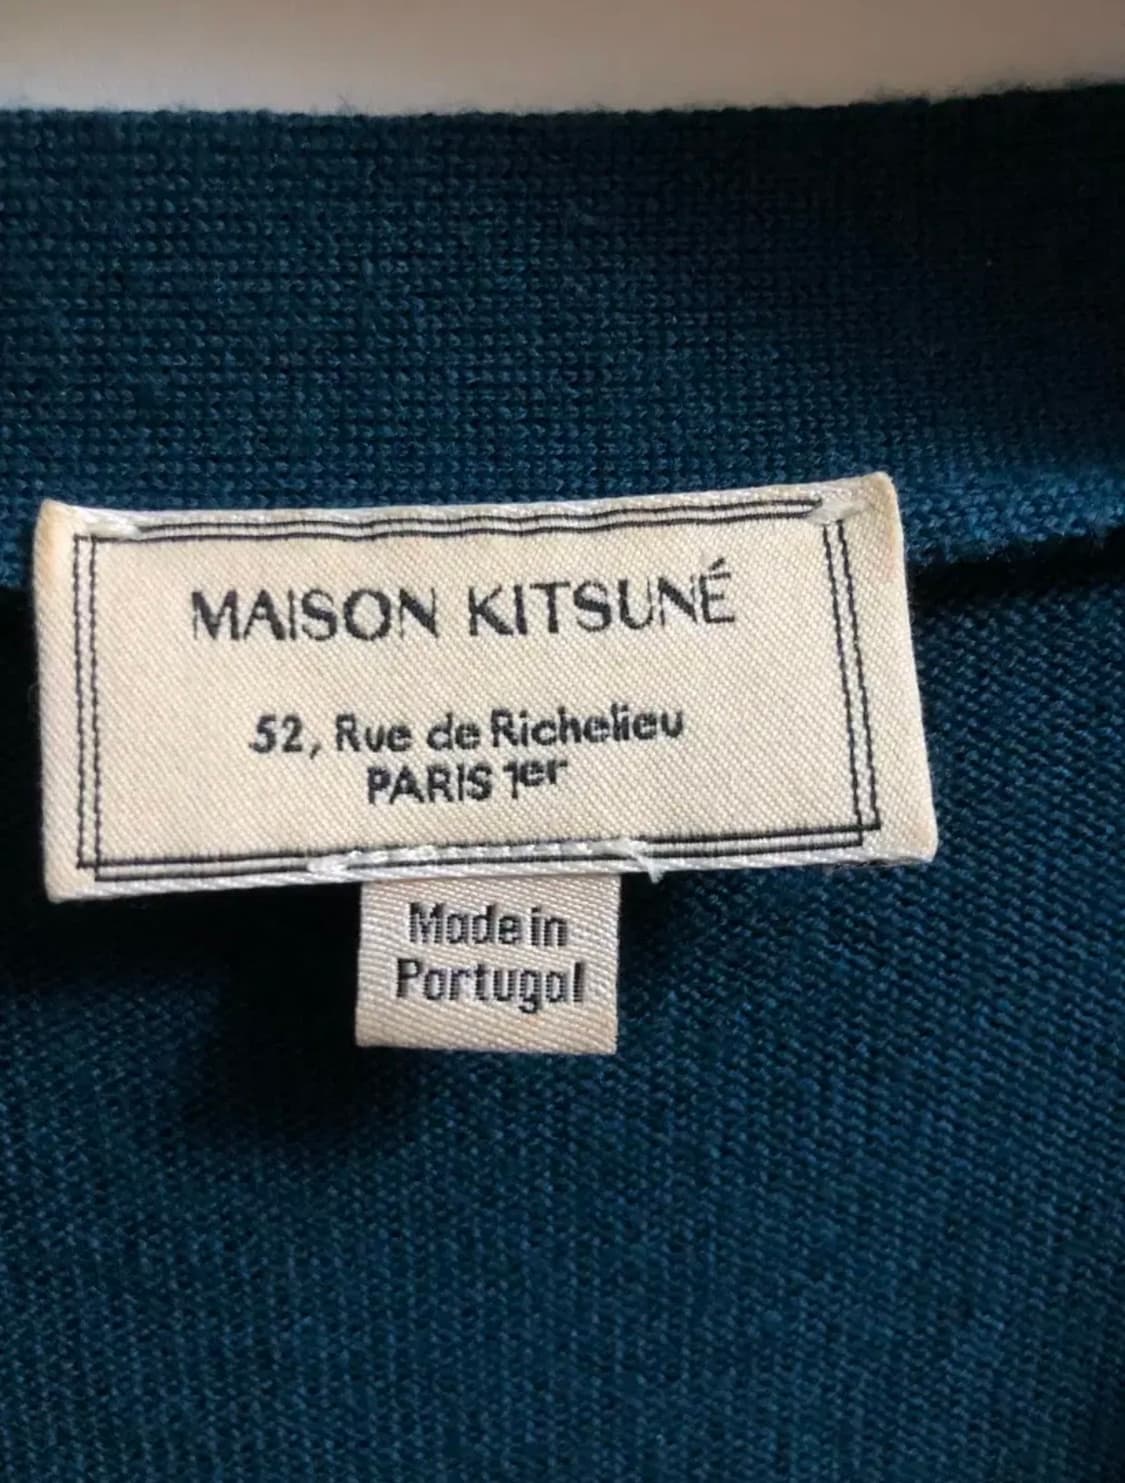 MAISON KITSUNÉ
52, Rue de Richelieu
PARIS 1er
Made in
Portugal